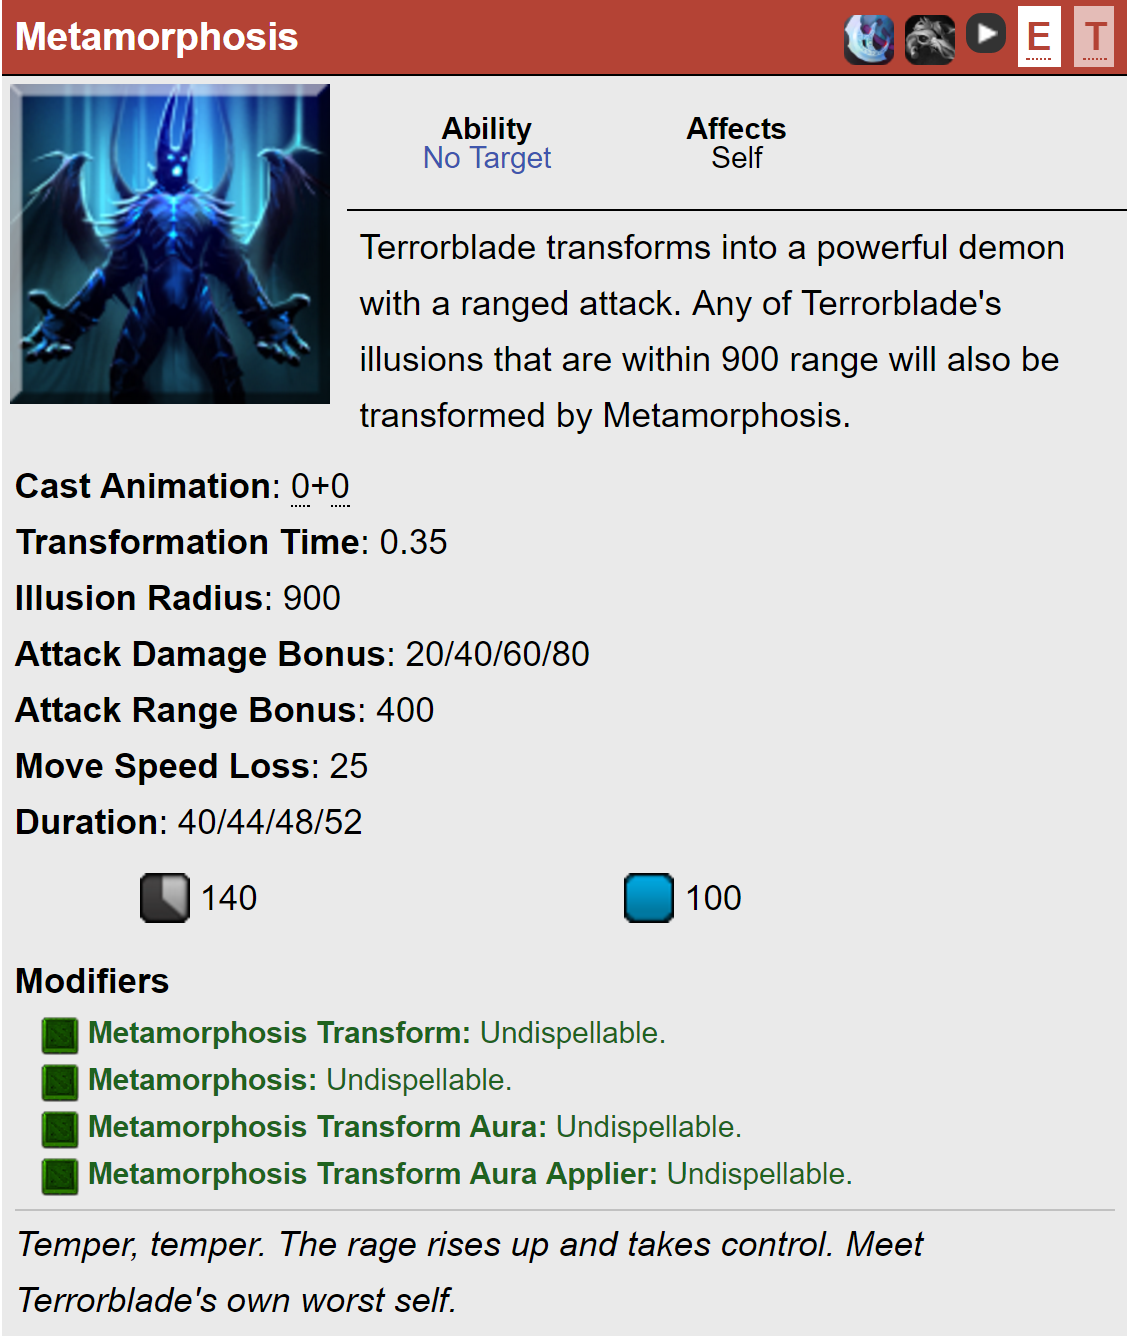 Metamorphosis
E T
Ability Affects
No Target Self
Terrorblade transforms into a powerful demon
with a ranged attack. Any of Terrorblade's
illusions that are within 900 range will also be
transformed by Metamorphosis.
Cast Animation: 0+0
Transformation Time: 0.35
Illusion Radius: 900
Attack Damage Bonus: 20/40/60/80
Attack Range Bonus: 400
Move Speed Loss: 25
Duration: 40/44/48/52
140 100
Modifiers
Metamorphosis Transform: Undispellable.
Metamorphosis: Undispellable.
Metamorphosis Transform Aura: Undispellable.
Metamorphosis Transform Aura Applier: Undispellable.
Temper, temper. The rage rises up and takes control. Meet
Terrorblade's own worst self.